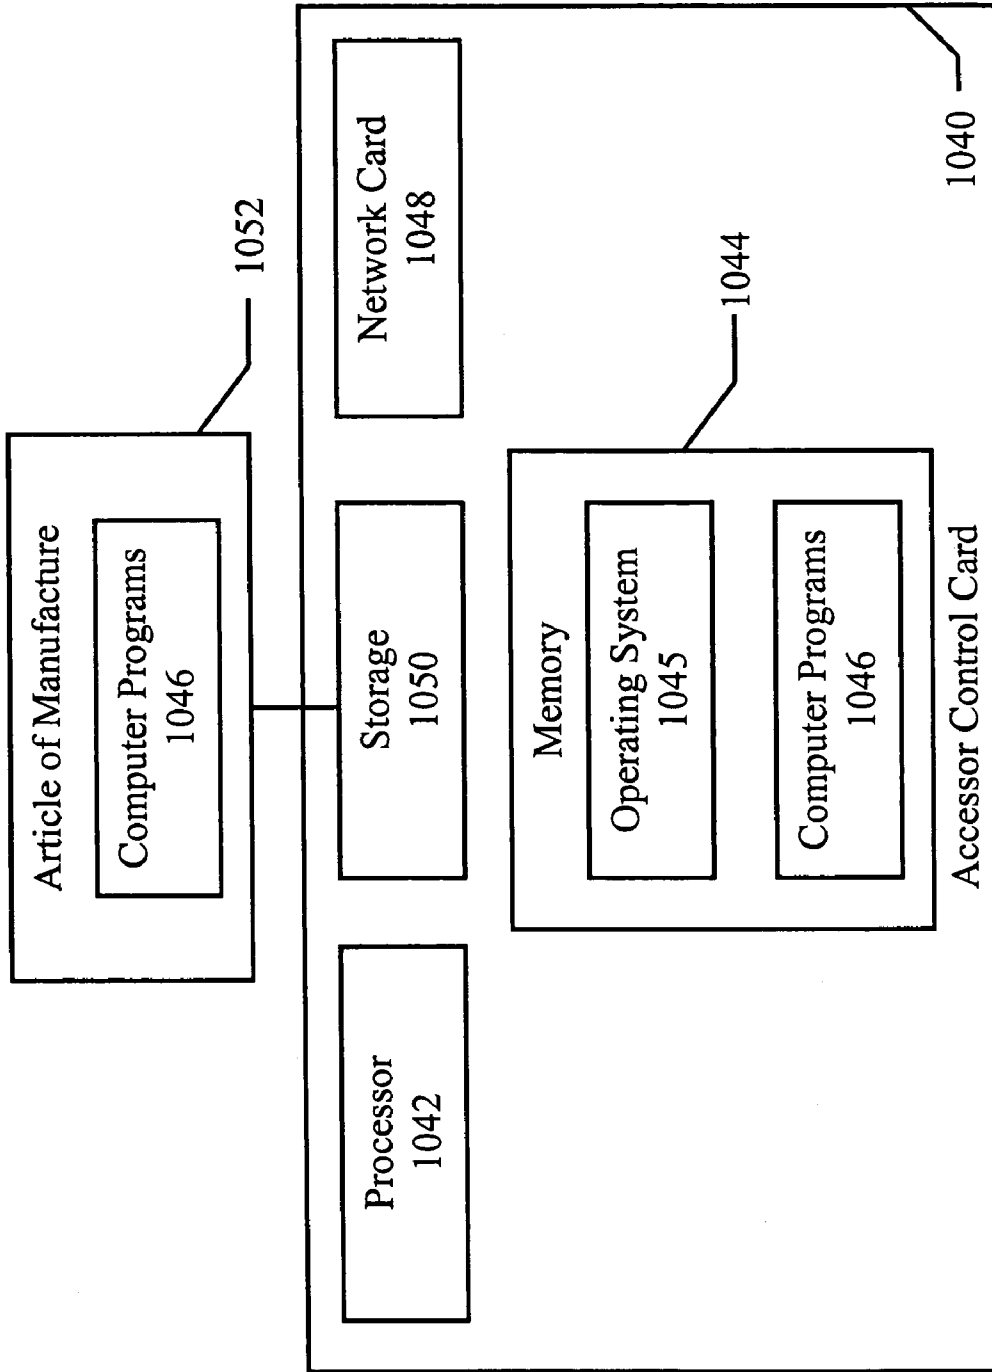 Article of Manufacture
Computer Programs
1046
1052
Processor
1042
Storage
1050
Network Card
1048
Memory
Operating System
1045
Computer Programs
1046
1044
Accessor Control Card
1040